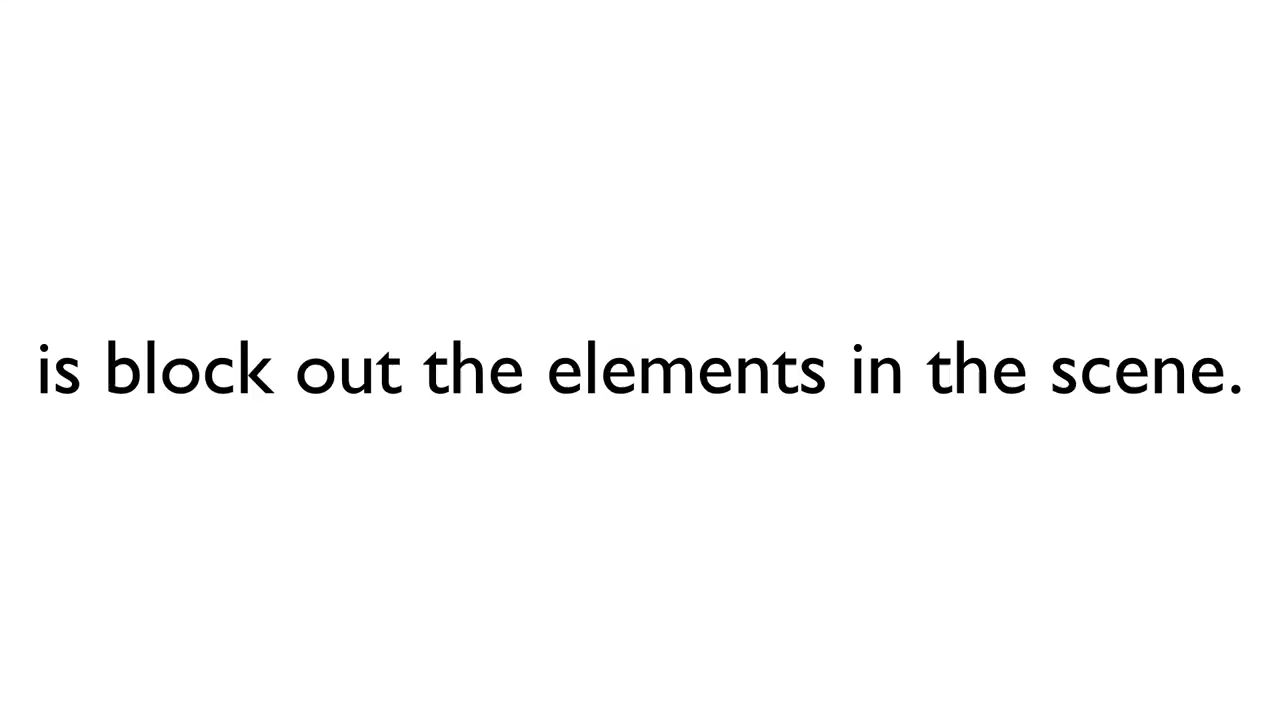 is block out the elements in the scene.